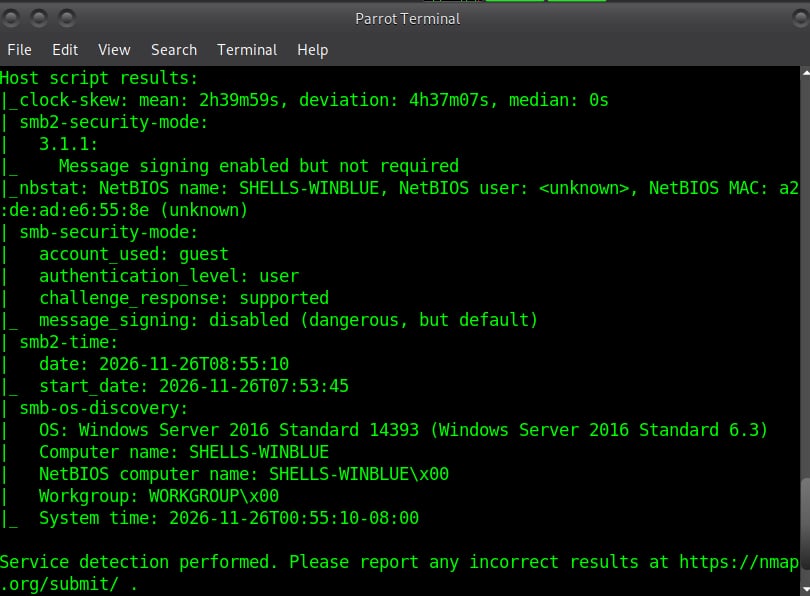 Parrot Terminal
File Edit View Search Terminal Help
Host script results:
|_clock-skew: mean: 2h39m59s, deviation: 4h37m07s, median: 0s
| smb2-security-mode:
|   3.1.1:
|_    Message signing enabled but not required
|_nbstat: NetBIOS name: SHELLS-WINBLUE, NetBIOS user: <unknown>, NetBIOS MAC: a2
:de:ad:e6:55:8e (unknown)
| smb-security-mode:
|   account_used: guest
|   authentication_level: user
|   challenge_response: supported
|_  message_signing: disabled (dangerous, but default)
| smb2-time:
|   date: 2026-11-26T08:55:10
|_  start_date: 2026-11-26T07:53:45
| smb-os-discovery:
|   OS: Windows Server 2016 Standard 14393 (Windows Server 2016 Standard 6.3)
|   Computer name: SHELLS-WINBLUE
|   NetBIOS computer name: SHELLS-WINBLUE\x00
|   Workgroup: WORKGROUP\x00
|_  System time: 2026-11-26T00:55:10-08:00
Service detection performed. Please report any incorrect results at https://nmap
.org/submit/ .